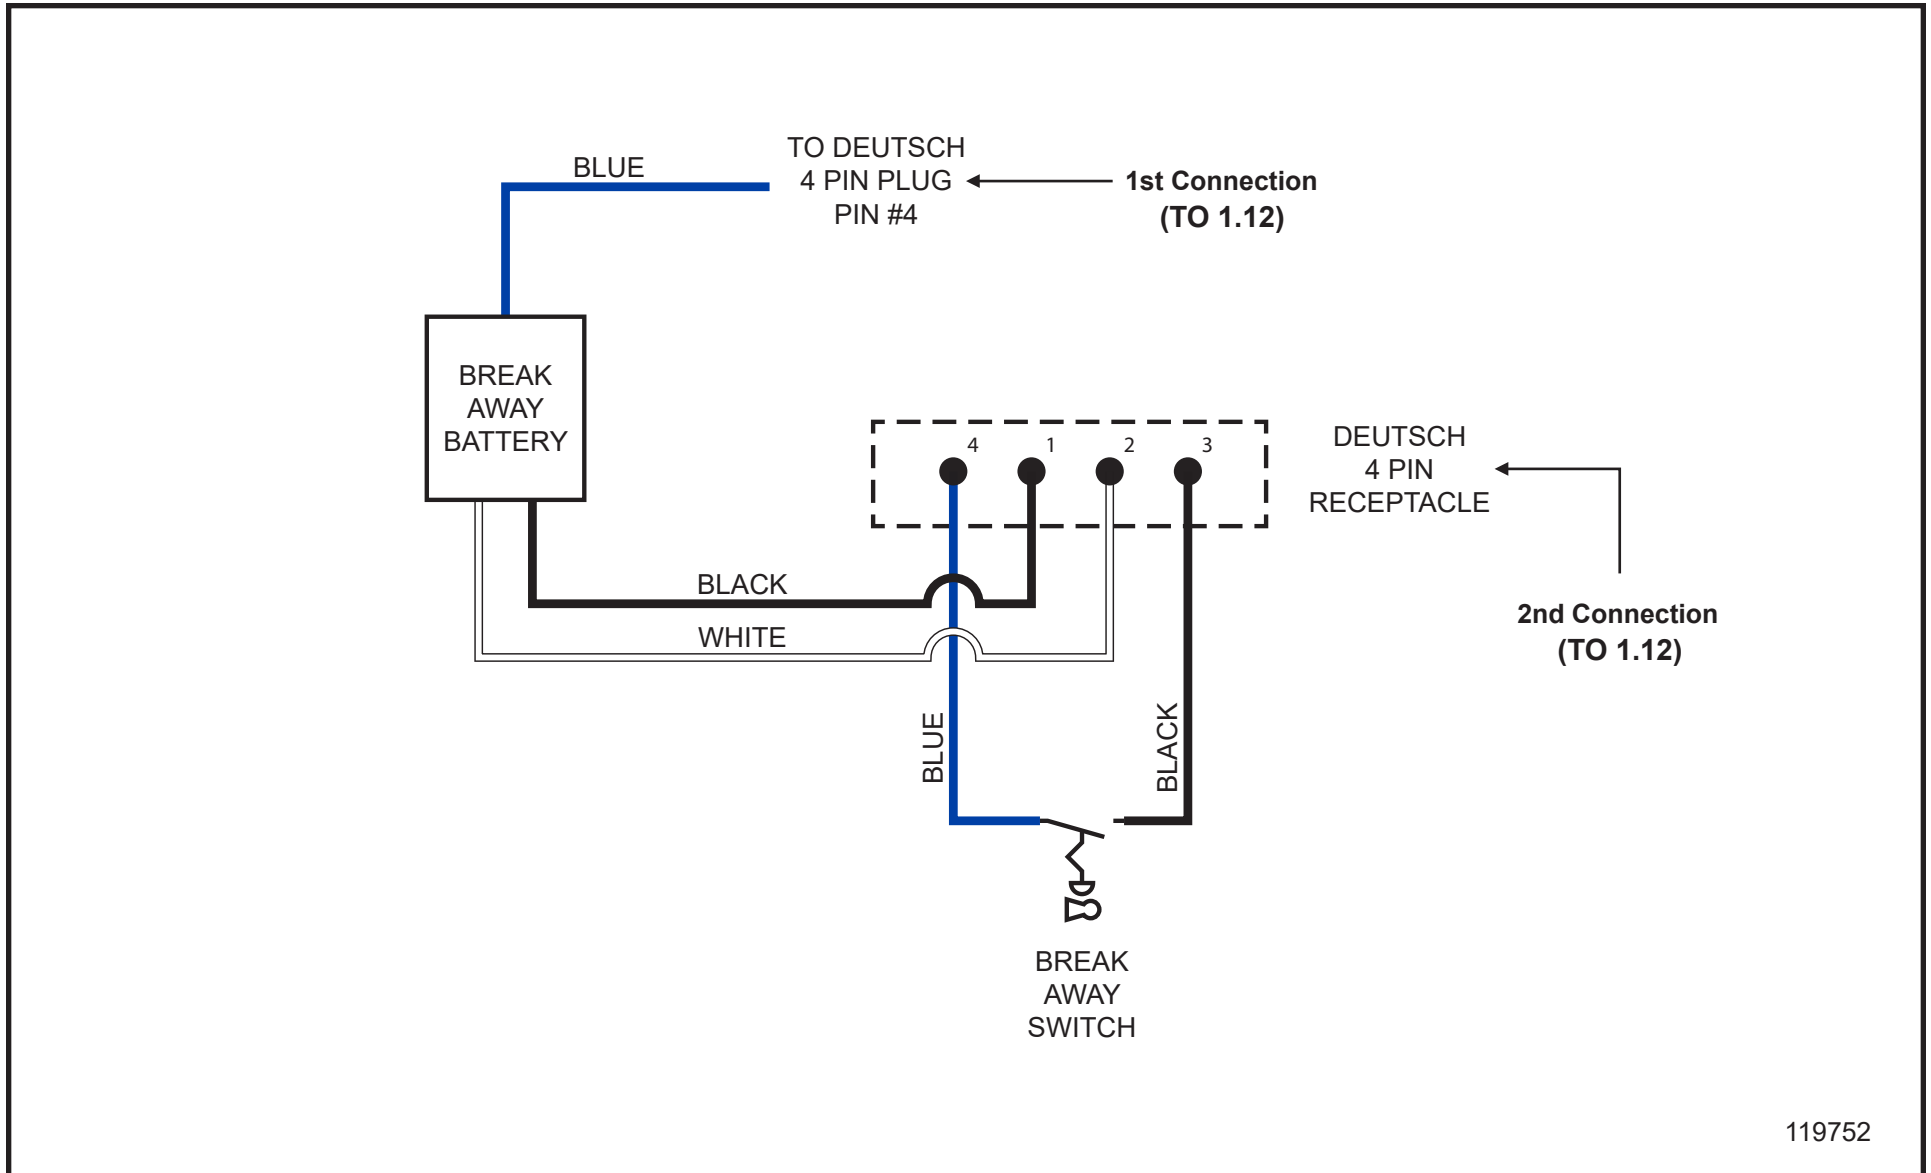 BLUE
TO DEUTSCH
4 PIN PLUG
PIN #4
1st Connection
(TO 1.12)
BREAK
AWAY
BATTERY
4 1 2 3
DEUTSCH
4 PIN
RECEPTACLE
BLACK
WHITE
2nd Connection
(TO 1.12)
BLUE
BLACK
BREAK
AWAY
SWITCH
119752